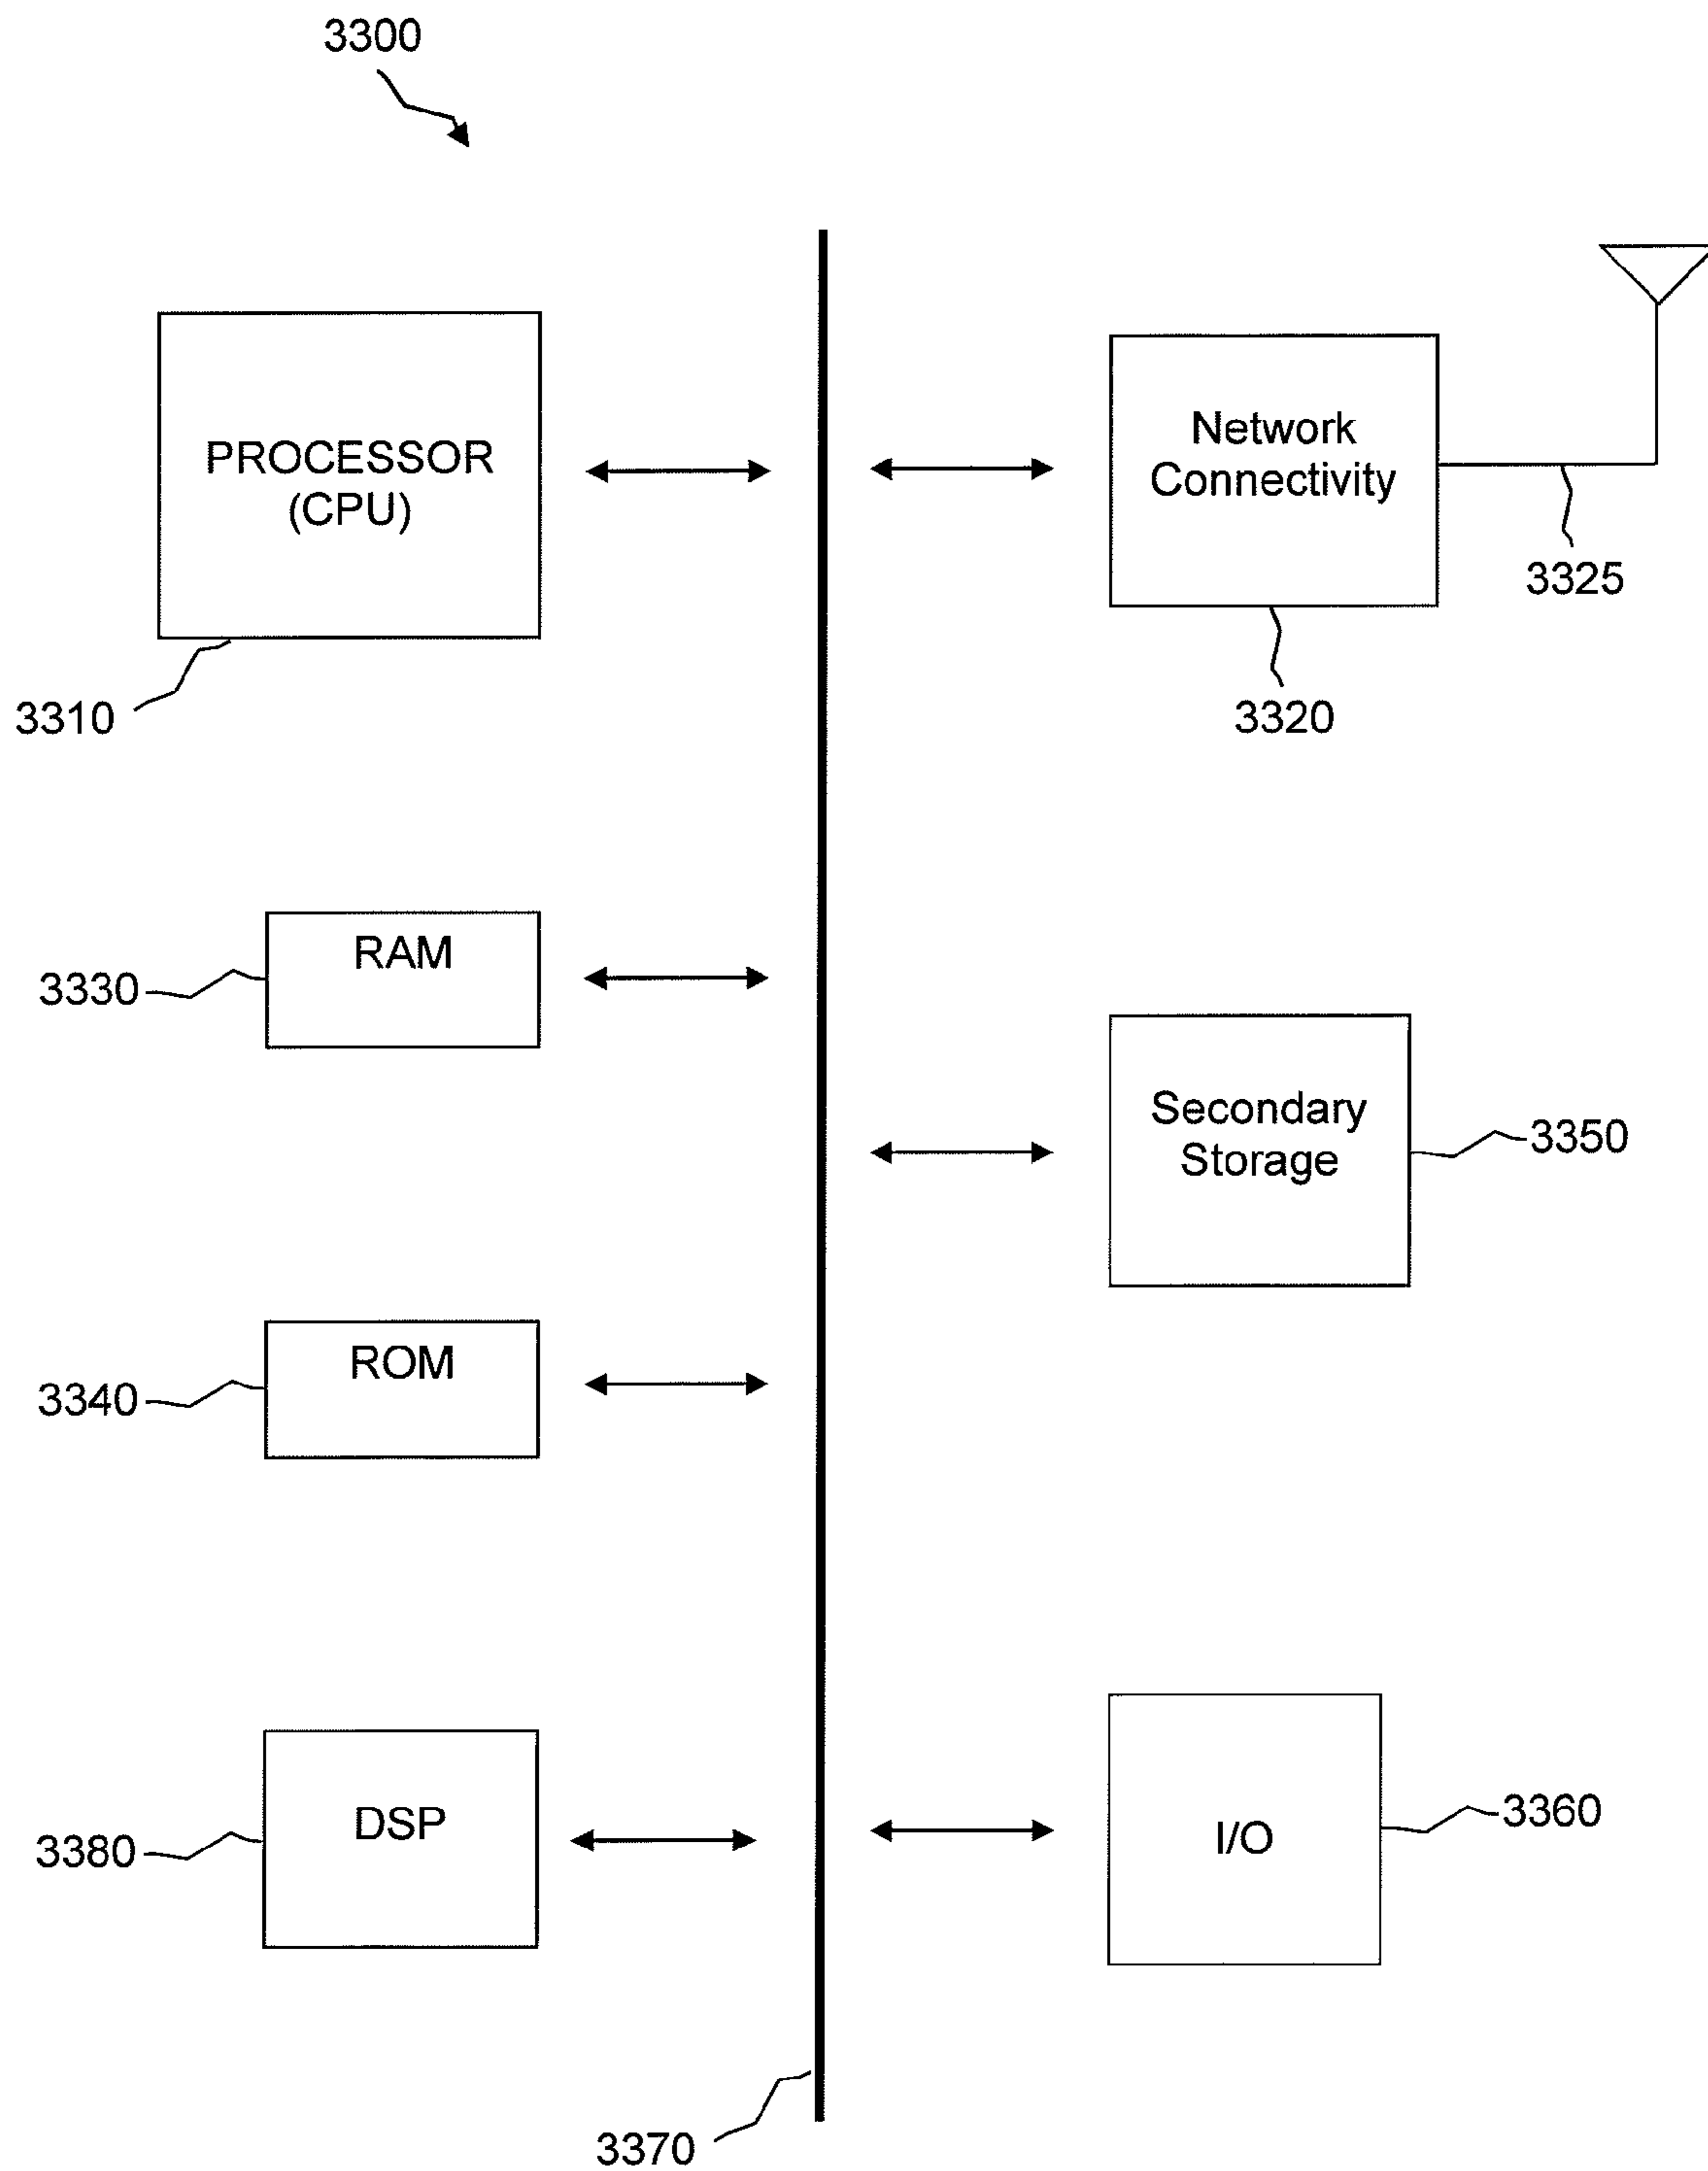 3300
PROCESSOR
(CPU)
3310
Network
Connectivity
3325
3320
RAM
3330
Secondary
Storage
3350
ROM
3340
DSP
3380
I/O
3360
3370